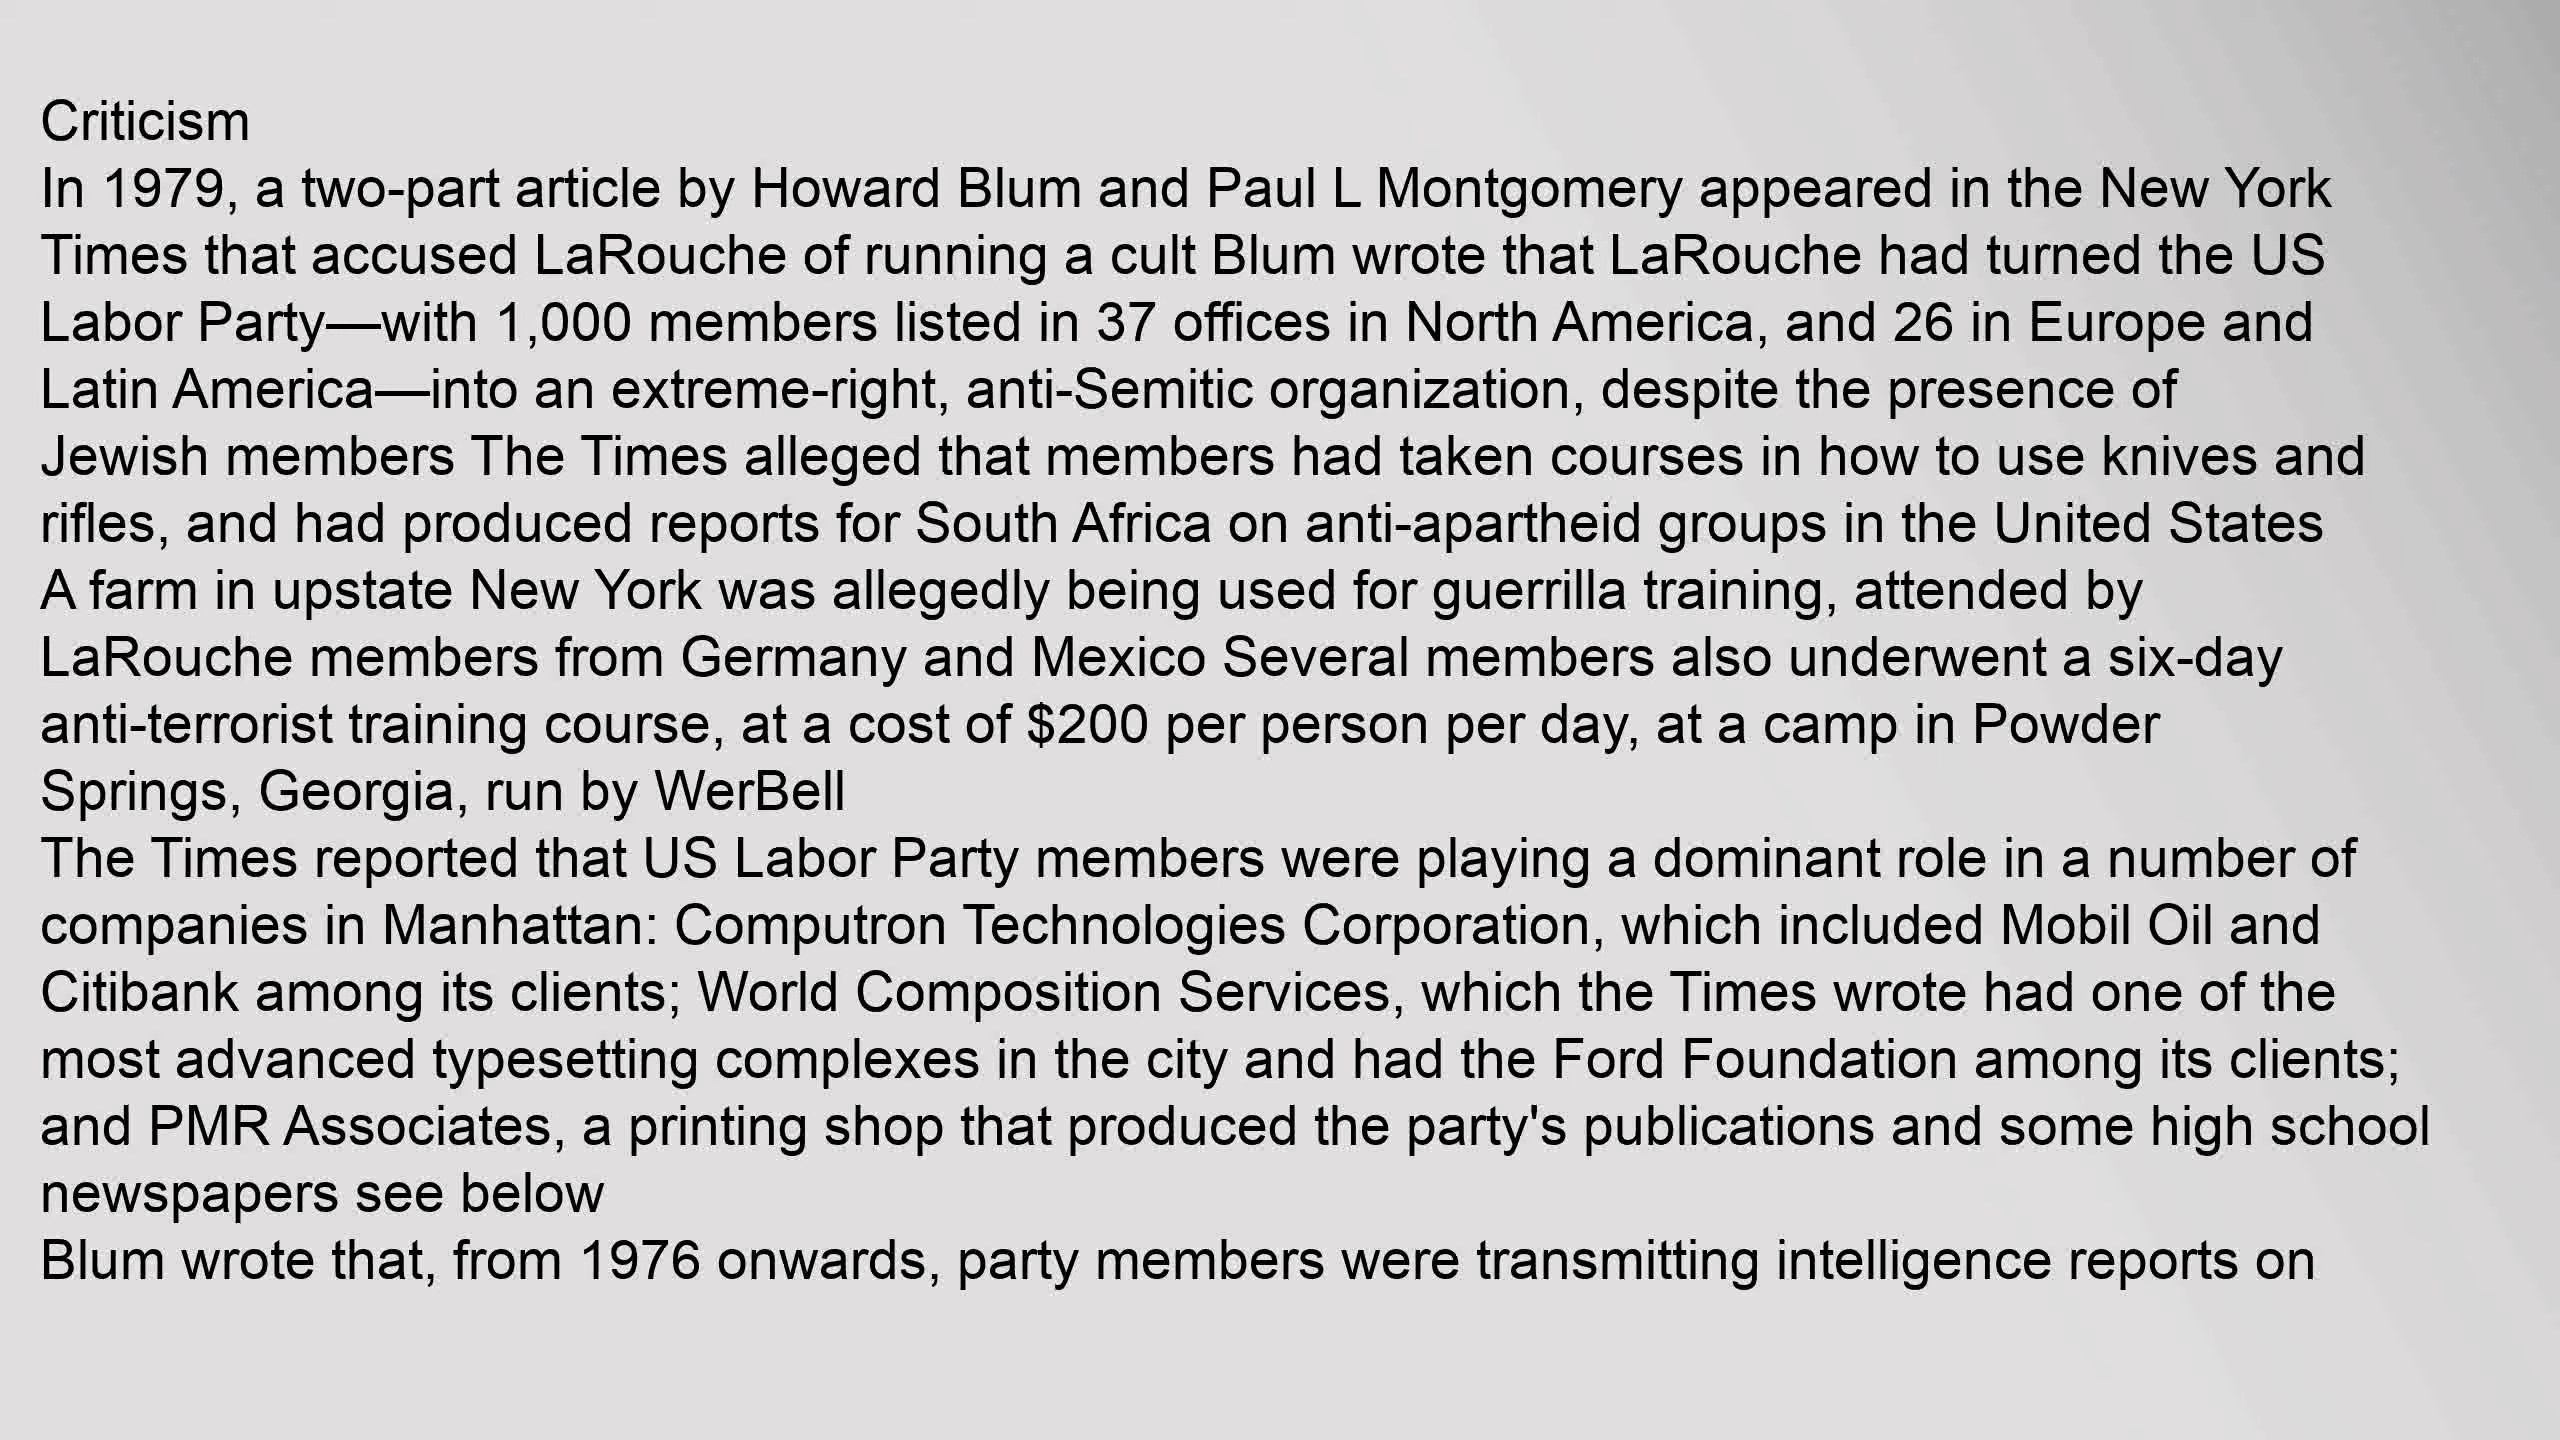 Criticism
In 1979, a two-part article by Howard Blum and Paul L Montgomery appeared in the New York
Times that accused LaRouche of running a cult Blum wrote that LaRouche had turned the US
Labor Party—with 1,000 members listed in 37 offices in North America, and 26 in Europe and
Latin America—into an extreme-right, anti-Semitic organization, despite the presence of
Jewish members The Times alleged that members had taken courses in how to use knives and
rifles, and had produced reports for South Africa on anti-apartheid groups in the United States
A farm in upstate New York was allegedly being used for guerrilla training, attended by
LaRouche members from Germany and Mexico Several members also underwent a six-day
anti-terrorist training course, at a cost of $200 per person per day, at a camp in Powder
Springs, Georgia, run by WerBell
The Times reported that US Labor Party members were playing a dominant role in a number of
companies in Manhattan: Computron Technologies Corporation, which included Mobil Oil and
Citibank among its clients; World Composition Services, which the Times wrote had one of the
most advanced typesetting complexes in the city and had the Ford Foundation among its clients;
and PMR Associates, a printing shop that produced the party's publications and some high school
newspapers see below
Blum wrote that, from 1976 onwards, party members were transmitting intelligence reports on